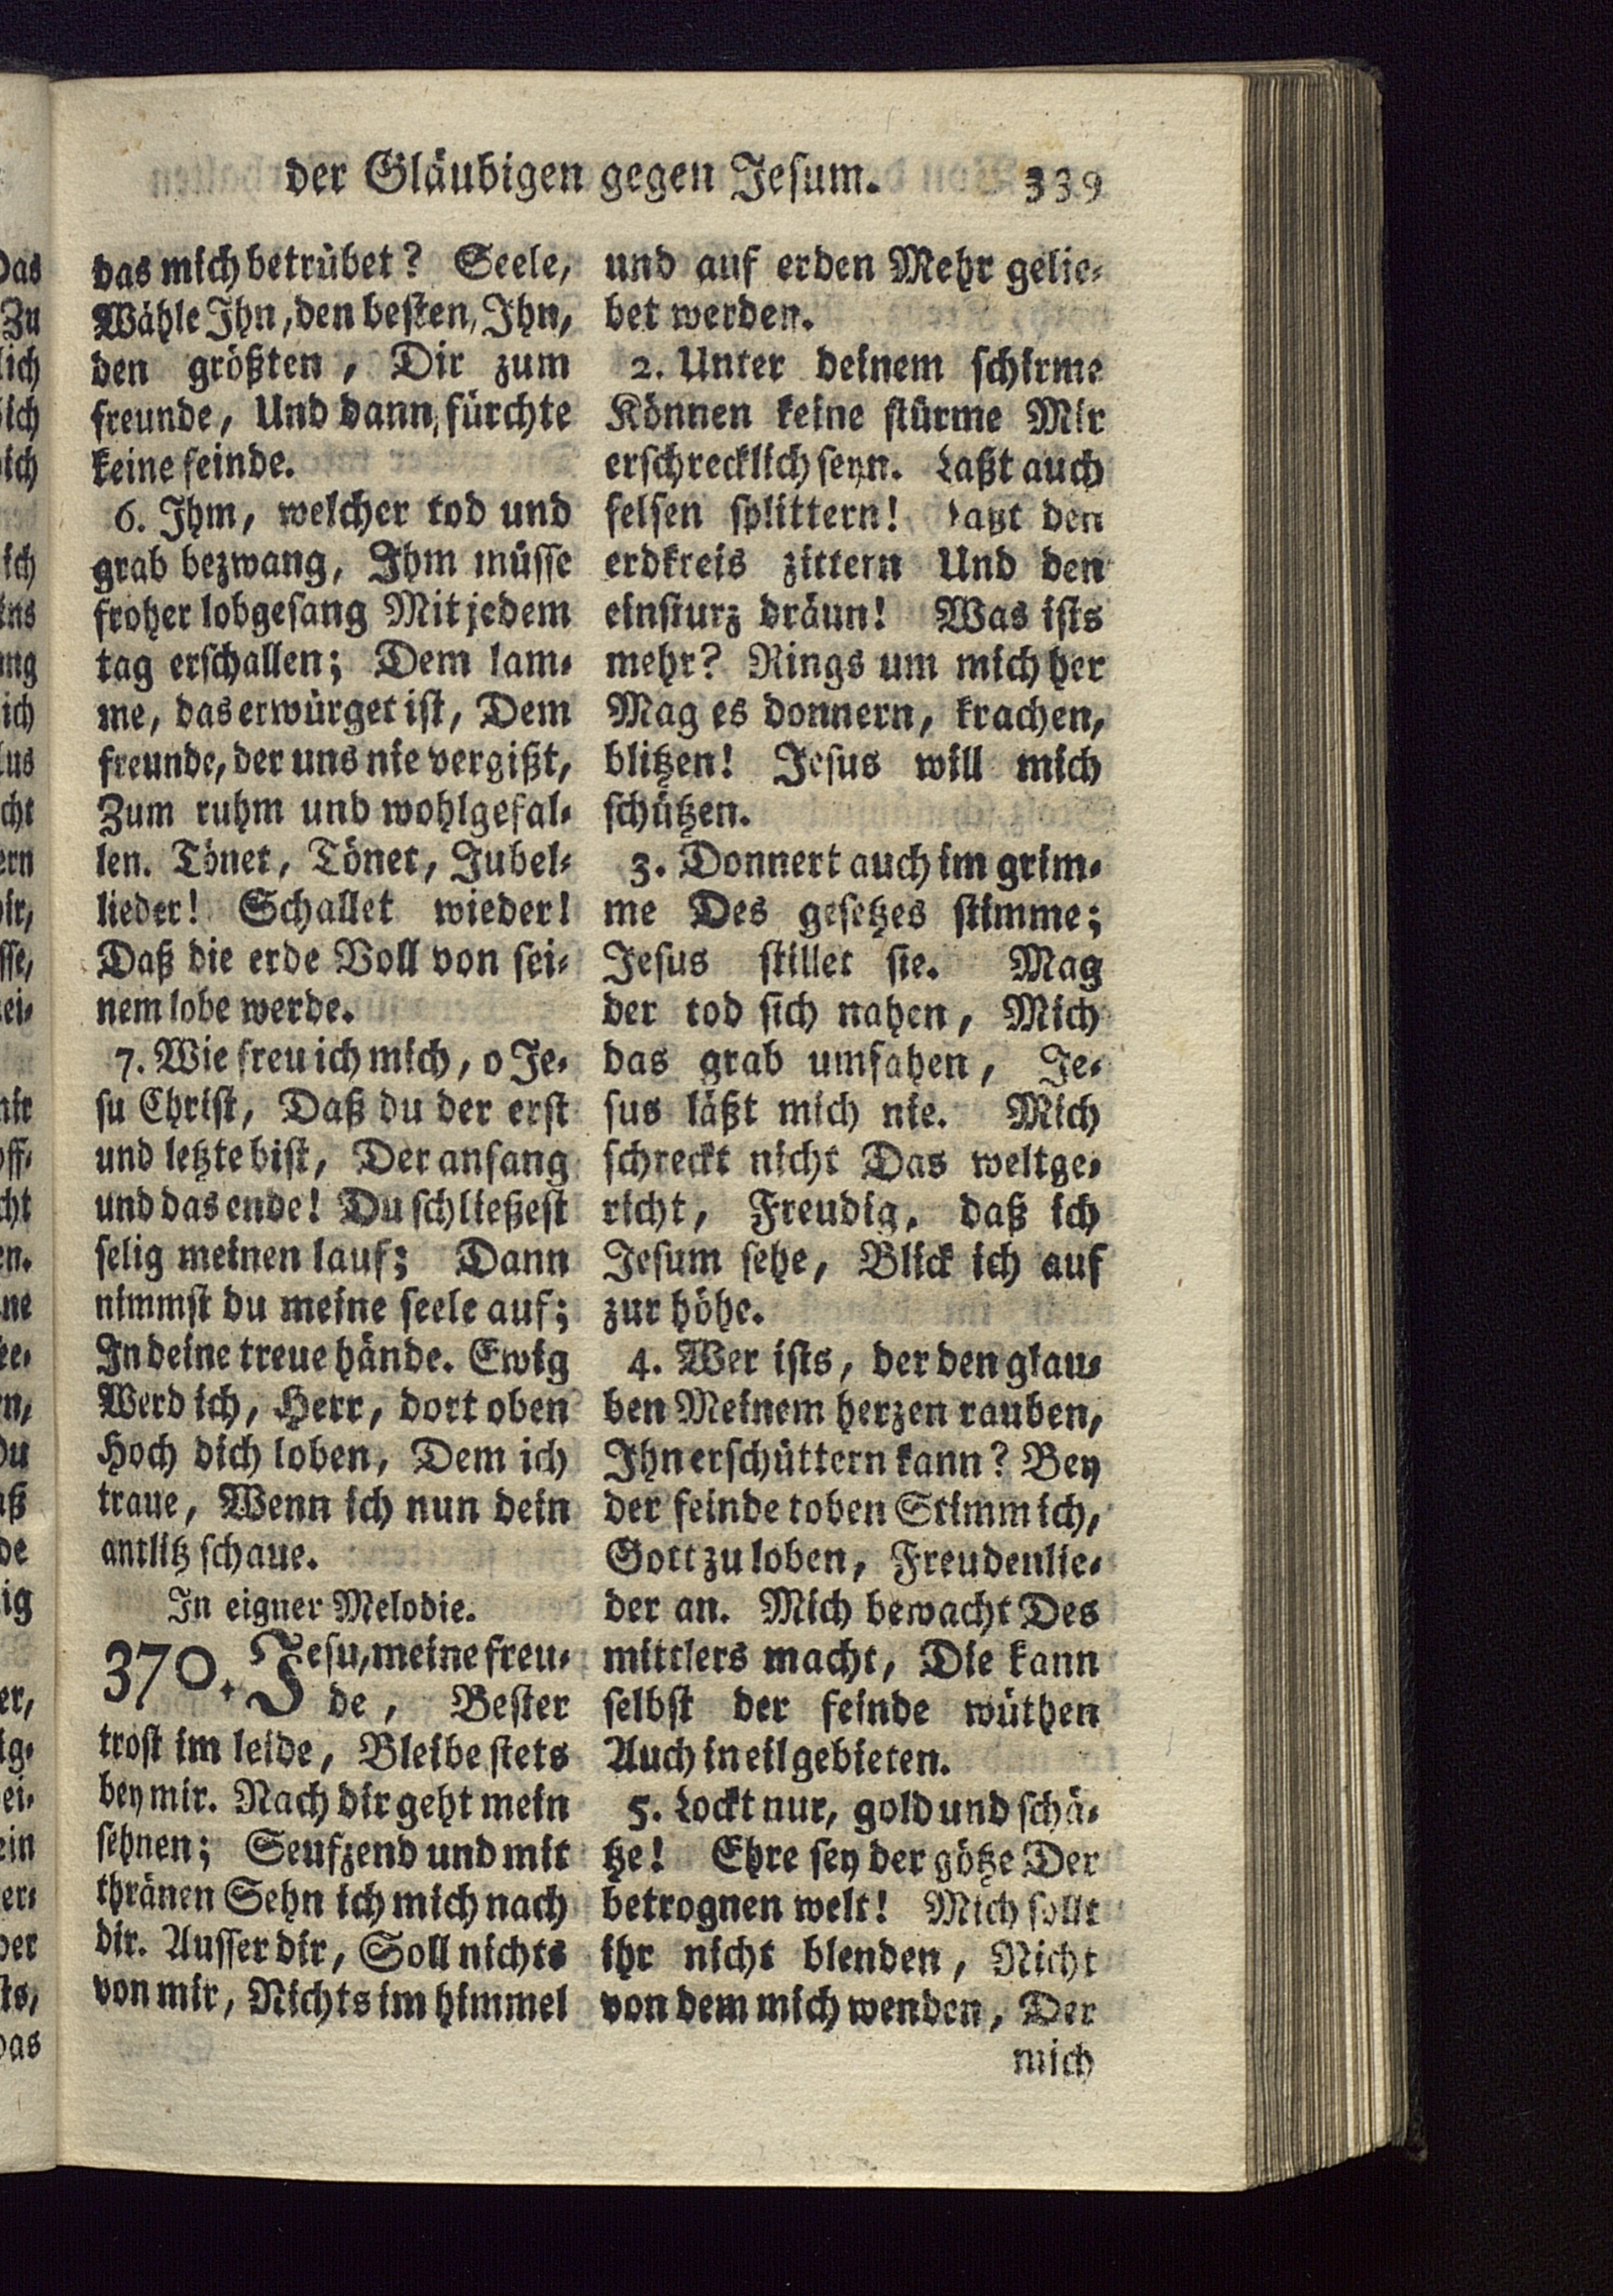 der Gläubigen gegen Jesum. 339
das mich betrübet? Seele,
Wähle Ihn, den besten, Ihn,
den größten, Dir zum
freunde, Und dann, fürchte
keine feinde.
6. Ihm, welcher tod und
grab bezwang, Ihm müsse
froher lobgesang Mit jedem
tag erschallen; Dem lam-
me, das erwürget ist, Dem
freunde, der uns nie vergißt,
Zum ruhm und wohlgefal-
len. Tönet, Tönet, Jubel-
lieder! Schallet wieder!
Daß die erde Voll von sei-
nem lobe werde.
7. Wie freu ich mich, o Je-
su Christ, Daß du der erst
und letzte bist, Der anfang
und das ende! Du schließest
selig meinen lauf; Dann
nimmst du meine seele auf;
In deine treue hände. Ewig
Werd ich, Herr, dort oben
Hoch dich loben, Dem ich
traue, Wenn ich nun dein
antlitz schaue.
In eigner Melodie.
370. Jesu, meine freu-
de, Bester
trost im leide, Bleibe stets
bey mir. Nach dir geht mein
sehnen; Seufzend und mit
thränen Sehn ich mich nach
dir. Ausser dir, Soll nichts
von mir, Nichts im himmel
und auf erden Mehr gelie-
bet werden.
2. Unter deinem schirme
Können keine stürme Mir
erschrecklich seyn. Laßt auch
felsen splittern! Laßt den
erdkreis zittern Und den
einsturz dräun! Was ists
mehr? Rings um mich her
Mag es donnern, krachen,
blitzen! Jesus will mich
schützen.
3. Donnert auch im grim-
me Des gesetzes stimme;
Jesus stillet sie. Mag
der tod sich nahen, Mich
das grab umfahen, Je-
sus läßt mich nie. Mich
schreckt nicht Das weltge-
richt, Freudig, daß ich
Jesum sehe, Blick ich auf
zur höhe.
4. Wer ists, der den glau-
ben Meinem herzen rauben,
Ihn erschüttern kann? Bey
der feinde toben Stimm ich,
Gott zu loben, Freudenlie-
der an. Mich bewacht Des
mittlers macht, Die kann
selbst der feinde wüthen
Auch in eil gebieten.
5. Lockt nur, gold und schä-
tze! Ehre sey der götze Der
betrognen welt! Mich sollt
ihr nicht blenden, Nicht
von dem mich wenden, Der
mich